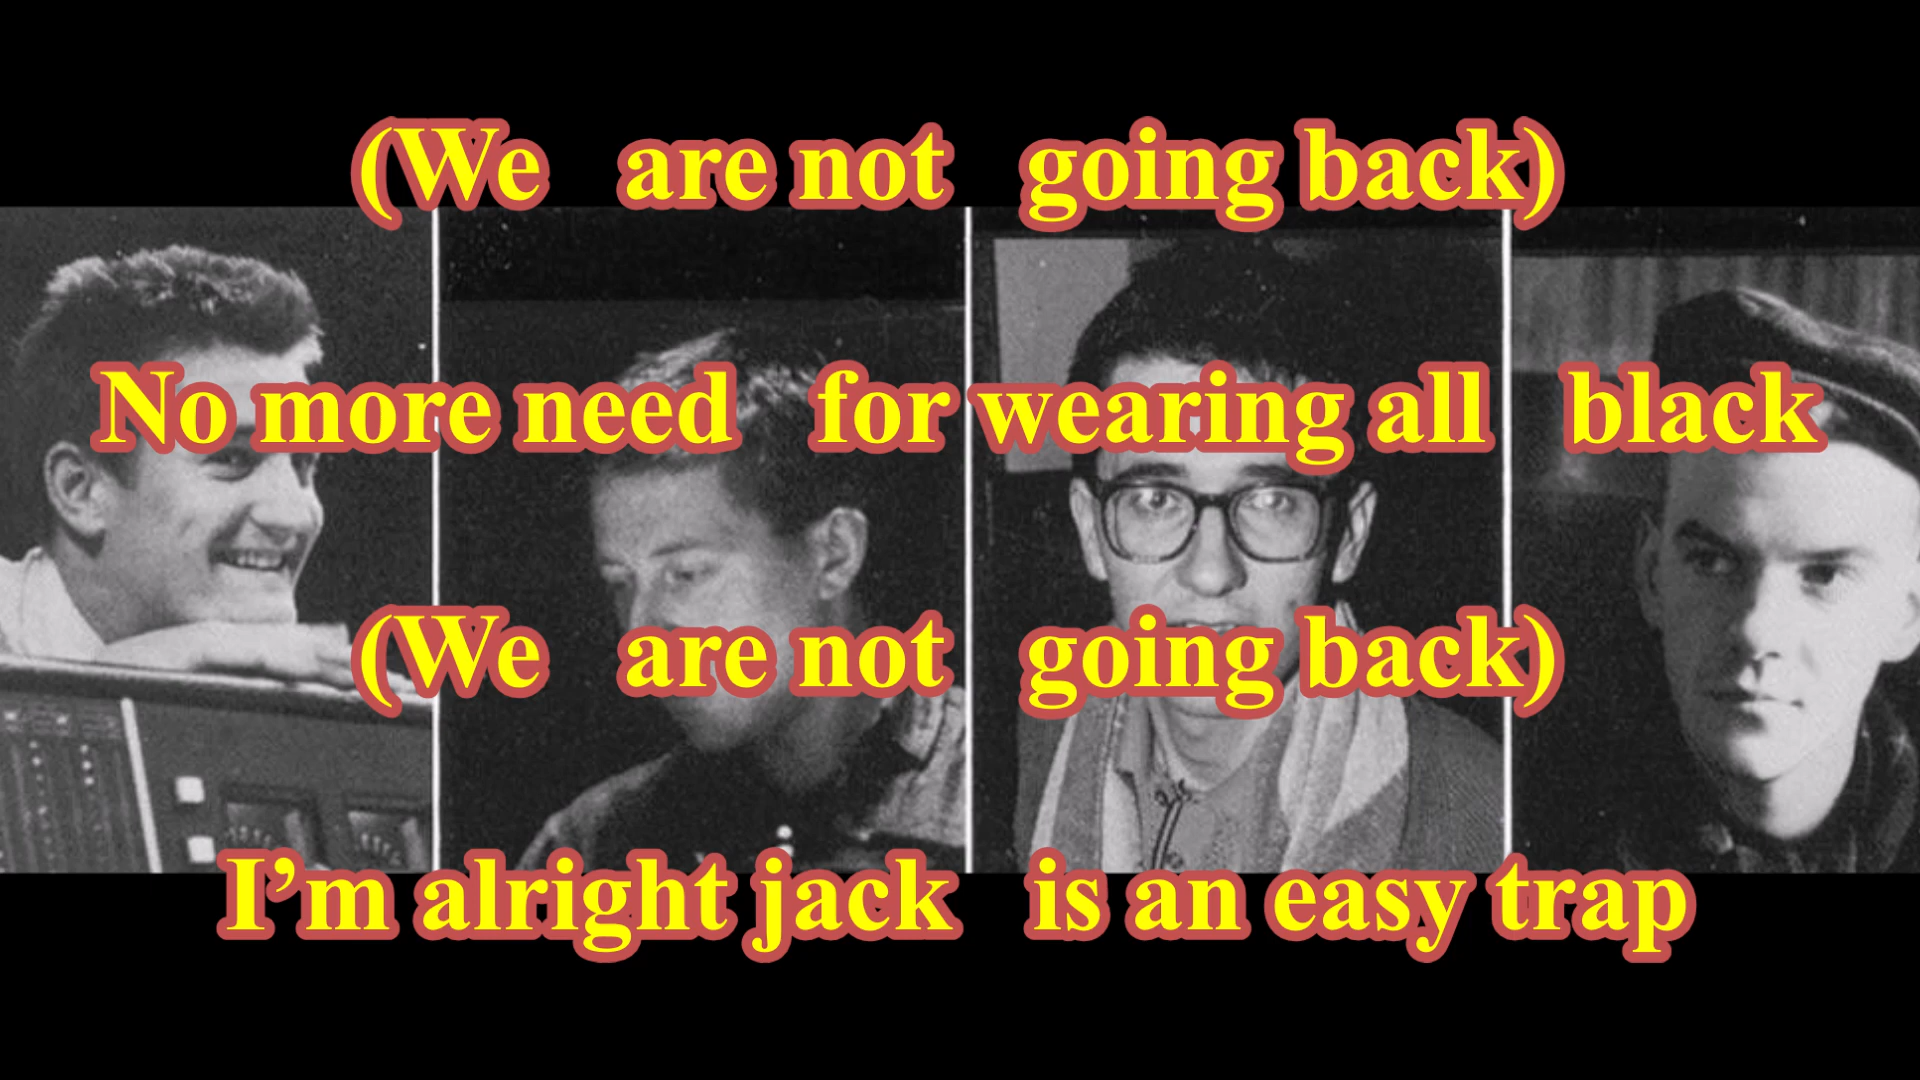 (We are not going back)
No more need for wearing all black
(We are not going back)
I’m alright jack is an easy trap